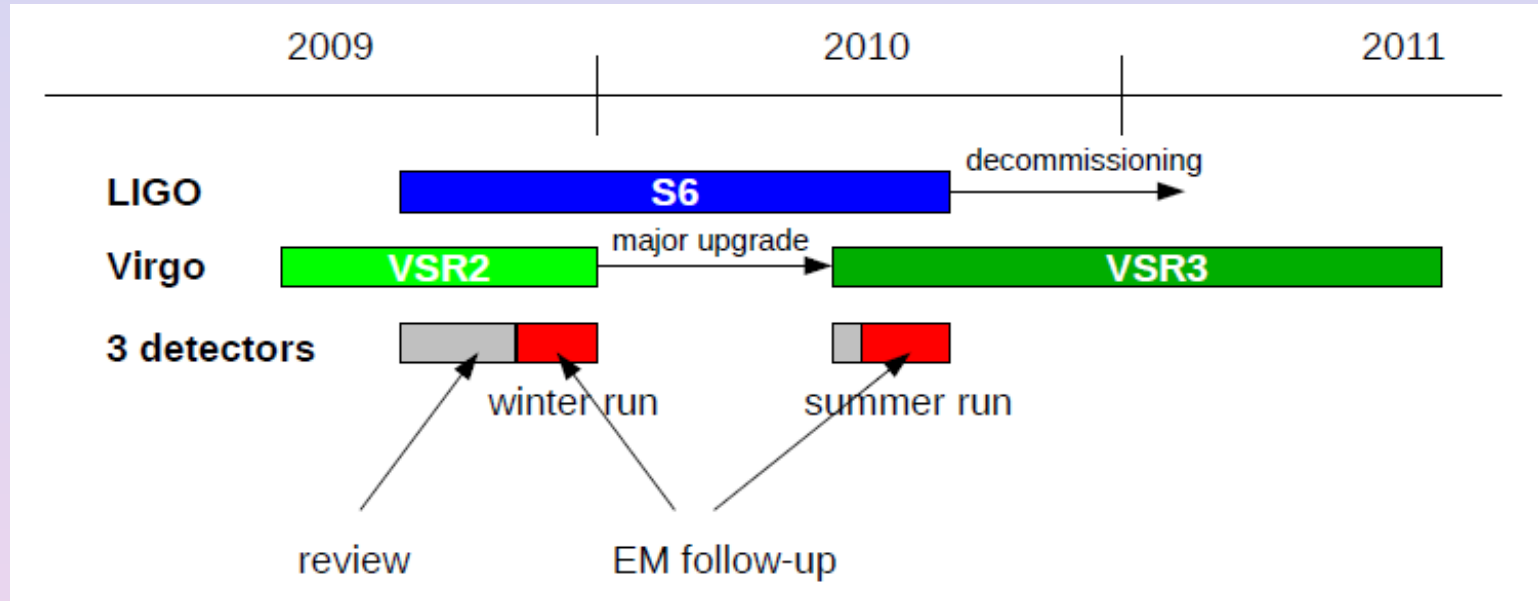 2009 2010 2011
decommissioning
LIGO S6
major upgrade
Virgo VSR2 VSR3
3 detectors
winter run summer run
review EM follow-up